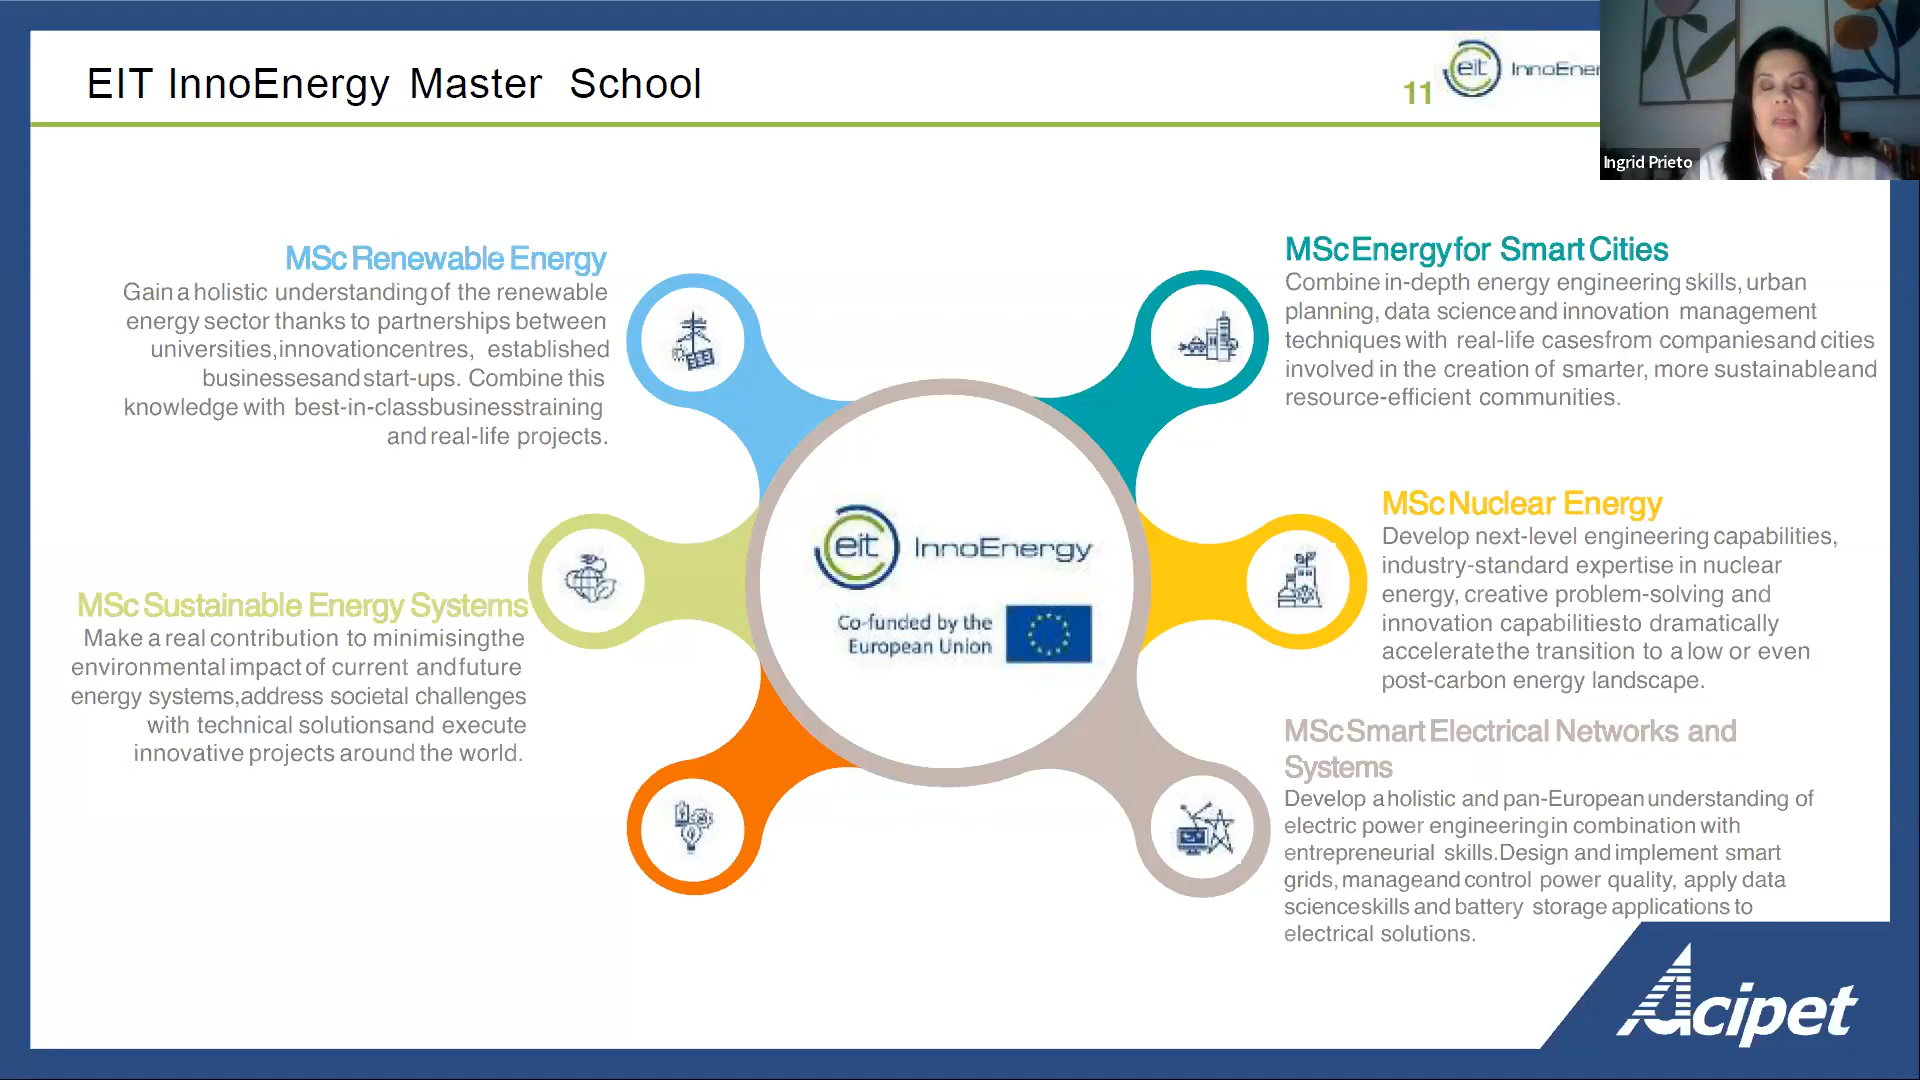 EIT InnoEnergy Master School
11
eit InnoEner
Ingrid Prieto
MSc Renewable Energy
Gain a holistic understanding of the renewable
energy sector thanks to partnerships between
universities, innovation centres, established
businesses and start-ups. Combine this
knowledge with best-in-class business training
and real-life projects.
MSc Sustainable Energy Systems
Make a real contribution to minimising the
environmental impact of current and future
energy systems, address societal challenges
with technical solutions and execute
innovative projects around the world.
eit InnoEnergy
Co-funded by the
European Union
MSc Energy for Smart Cities
Combine in-depth energy engineering skills, urban
planning, data science and innovation management
techniques with real-life cases from companies and cities
involved in the creation of smarter, more sustainable and
resource-efficient communities.
MSc Nuclear Energy
Develop next-level engineering capabilities,
industry-standard expertise in nuclear
energy, creative problem-solving and
innovation capabilities to dramatically
accelerate the transition to a low or even
post-carbon energy landscape.
MSc Smart Electrical Networks and
Systems
Develop a holistic and pan-European understanding of
electric power engineering in combination with
entrepreneurial skills. Design and implement smart
grids, manage and control power quality, apply data
science skills and battery storage applications to
electrical solutions.
Acipet